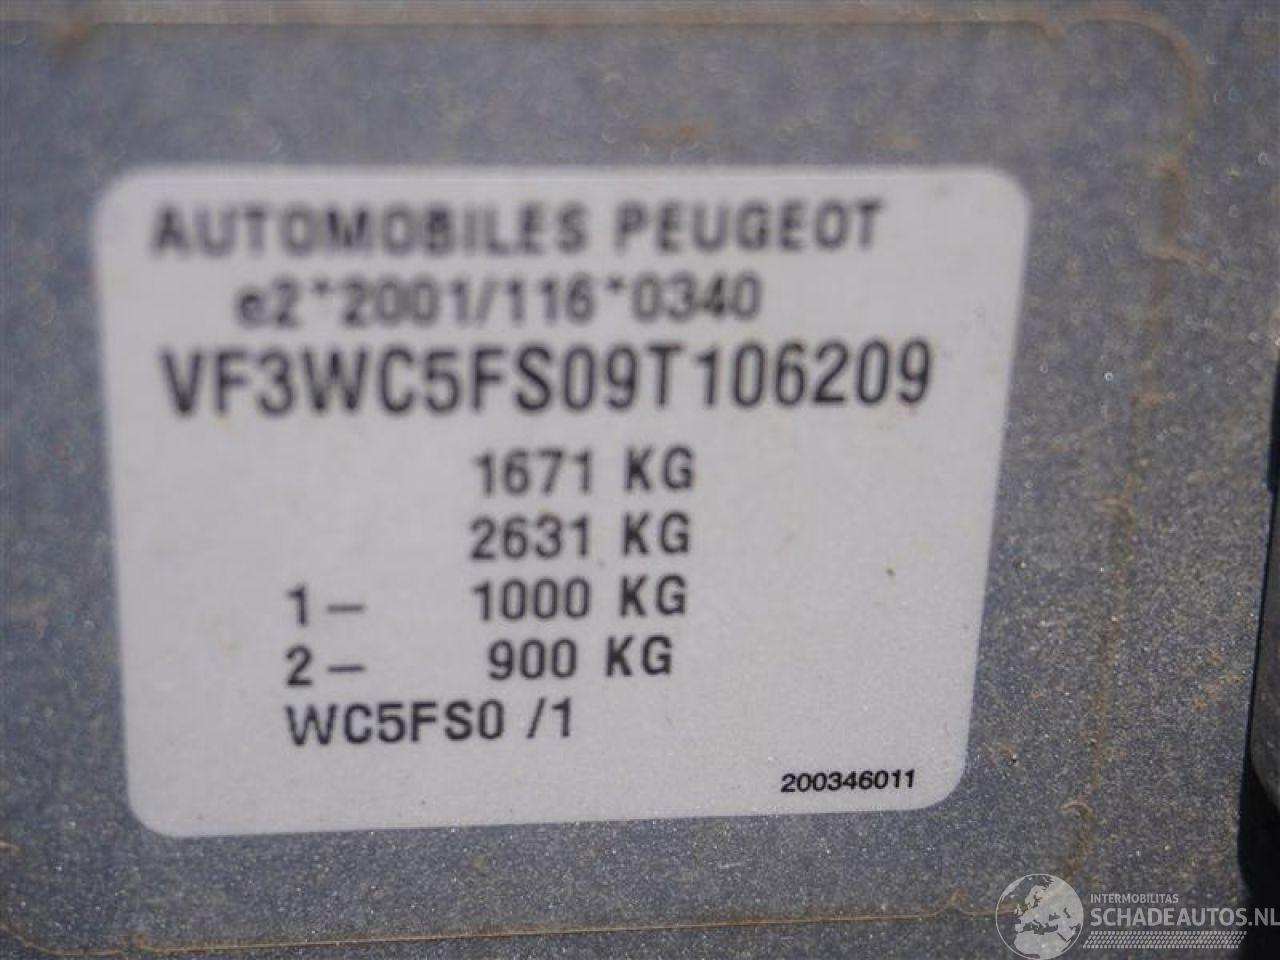 AUTOMOBILES PEUGEOT
e2*2001/116*0340
VF3WC5FS09T106209
1671 KG
2631 KG
1- 1000 KG
2- 900 KG
WC5FS0 /1
200346011
INTERMOBILITAS
SCHADEAUTOS.NL